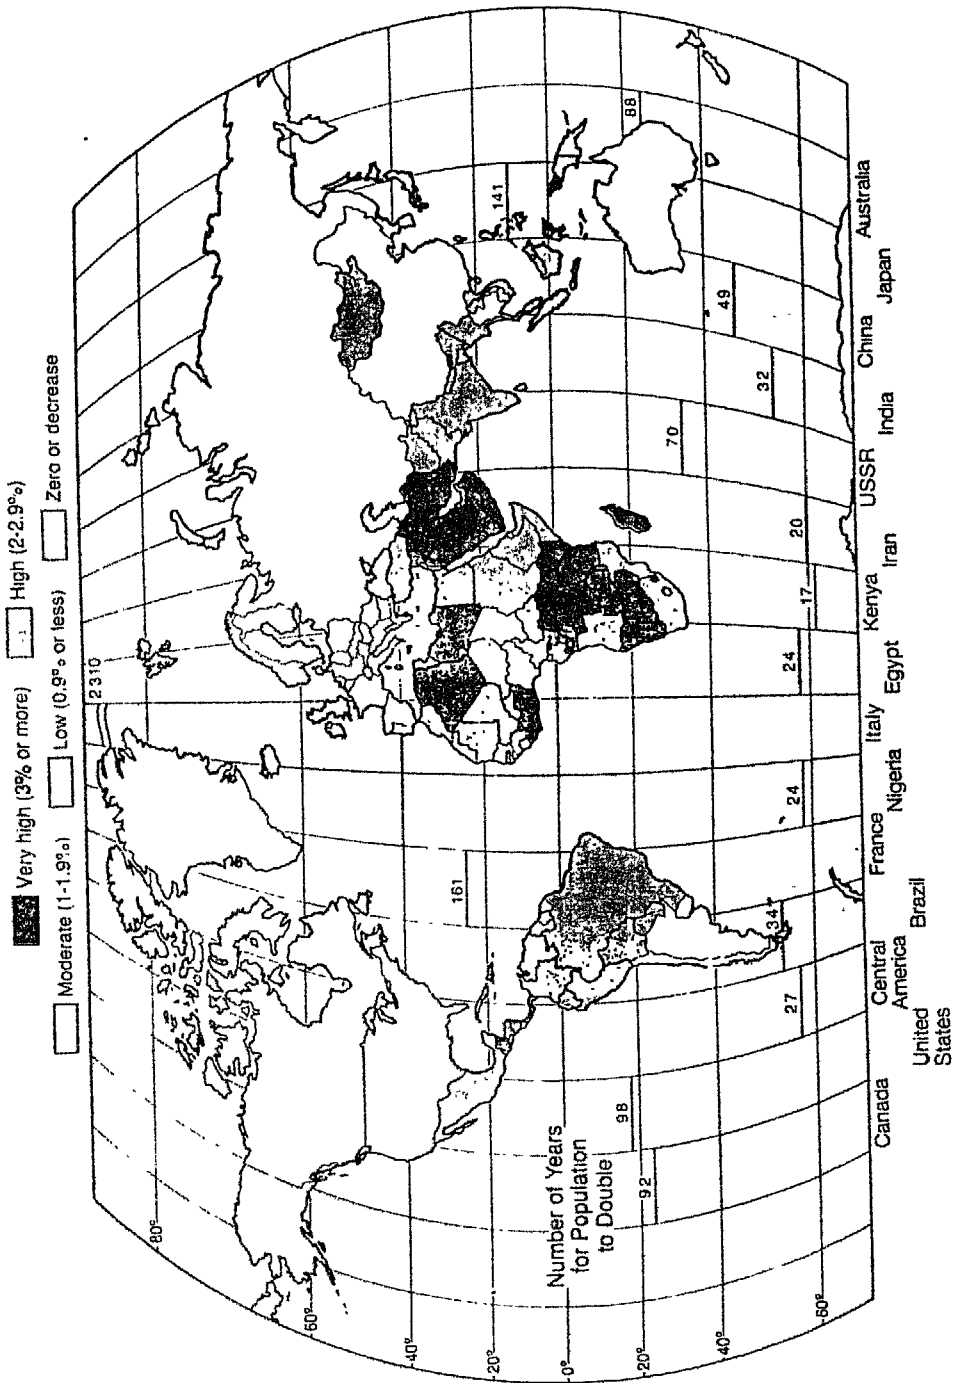 Very high (3% or more)
High (2-2.9%)
Moderate (1-1.9%)
Low (0.9% or less)
Zero or decrease
80°
60°
40°
20°
0°
20°
40°
60°
Number of Years
for Population
to Double
92
98
27
34
161
24
2310
24
17
20
70
32
49
141
88
Canada
United
States
Central
America
Brazil
France
Nigeria
Italy
Egypt
Kenya
Iran
USSR
India
China
Japan
Australia